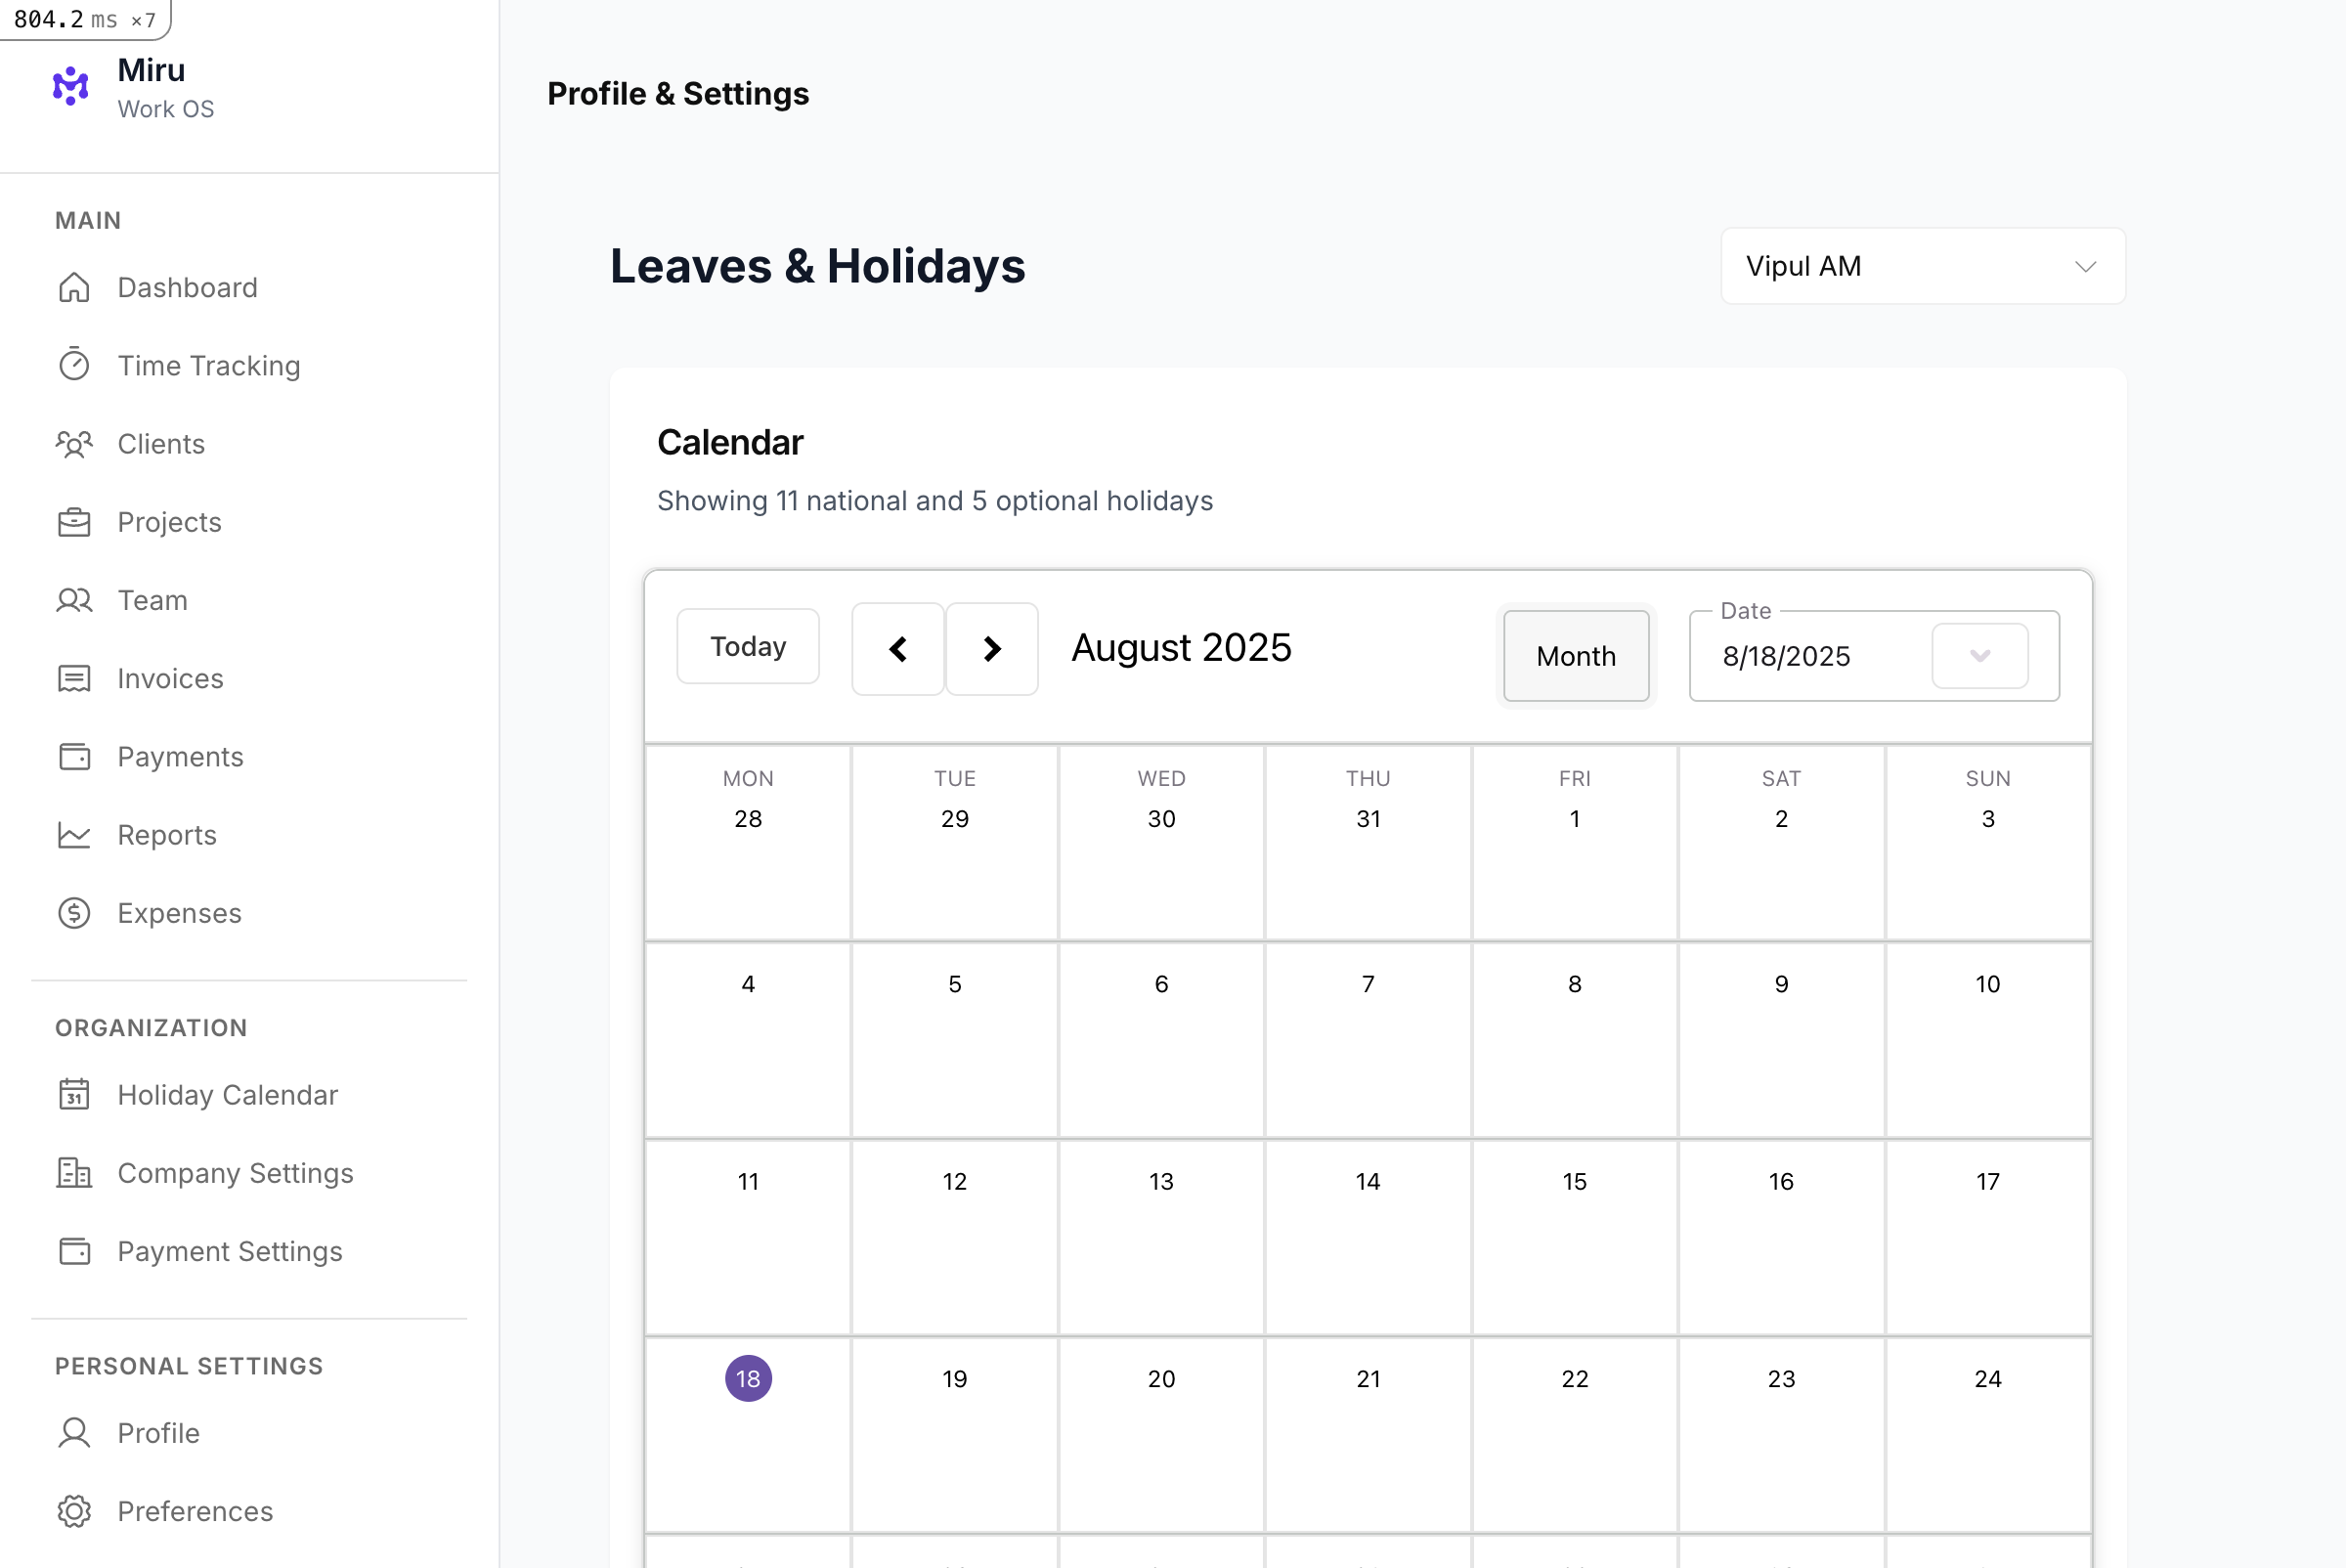 804.2 ms ×7
Miru
Work OS
MAIN
Dashboard
Time Tracking
Clients
Projects
Team
Invoices
Payments
Reports
Expenses
ORGANIZATION
31
Holiday Calendar
Company Settings
Payment Settings
PERSONAL SETTINGS
Profile
Preferences
Profile & Settings
Leaves & Holidays
Vipul AM
Calendar
Showing 11 national and 5 optional holidays
Today
August 2025
Month
Date
8/18/2025
MON TUE WED THU FRI SAT SUN
28 29 30 31 1 2 3
4 5 6 7 8 9 10
11 12 13 14 15 16 17
18 19 20 21 22 23 24